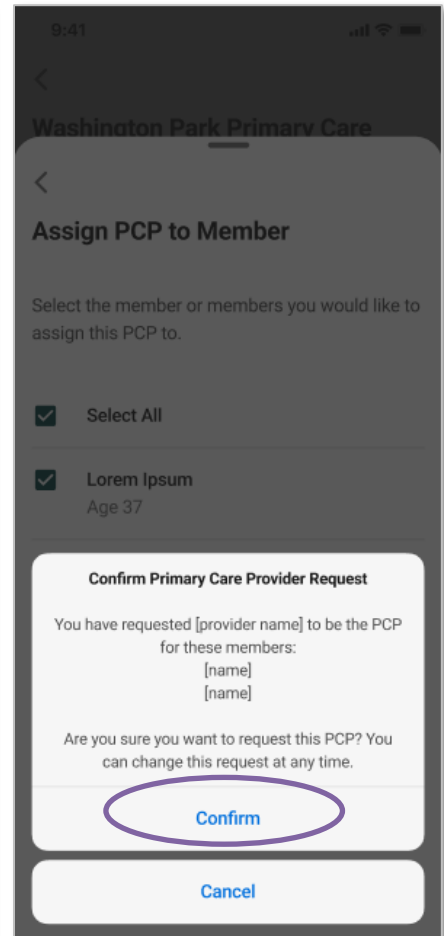 9:41
Washington Park Primary Care
Assign PCP to Member
Select the member or members you would like to
assign this PCP to.
Select All
Lorem Ipsum
Age 37
Confirm Primary Care Provider Request
You have requested [provider name] to be the PCP
for these members:
[name]
[name]
Are you sure you want to request this PCP? You
can change this request at any time.
Confirm
Cancel